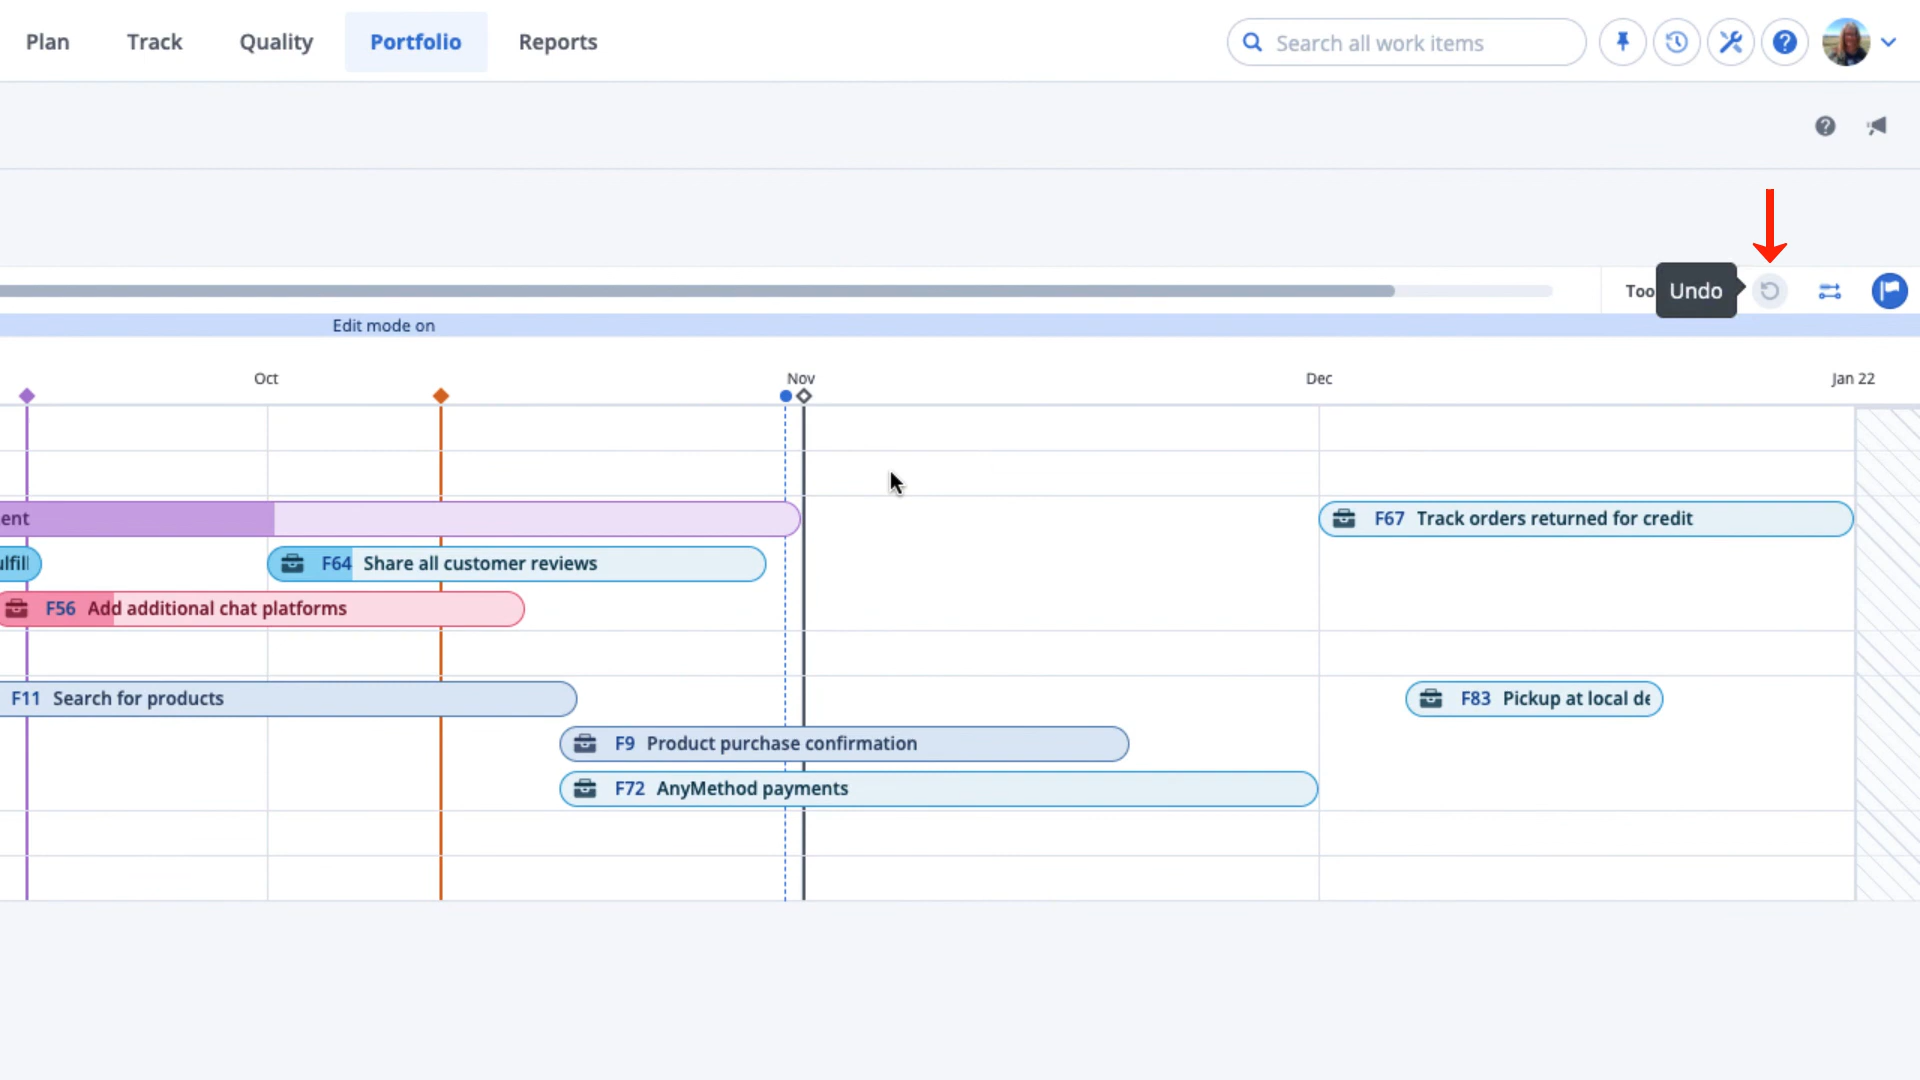 Plan Track Quality Portfolio Reports Search all work items
Too Undo
Edit mode on
Oct Nov Dec Jan 22
ent F67 Track orders returned for credit
ulfill F64 Share all customer reviews
F56 Add additional chat platforms
F11 Search for products F83 Pickup at local de
F9 Product purchase confirmation
F72 AnyMethod payments